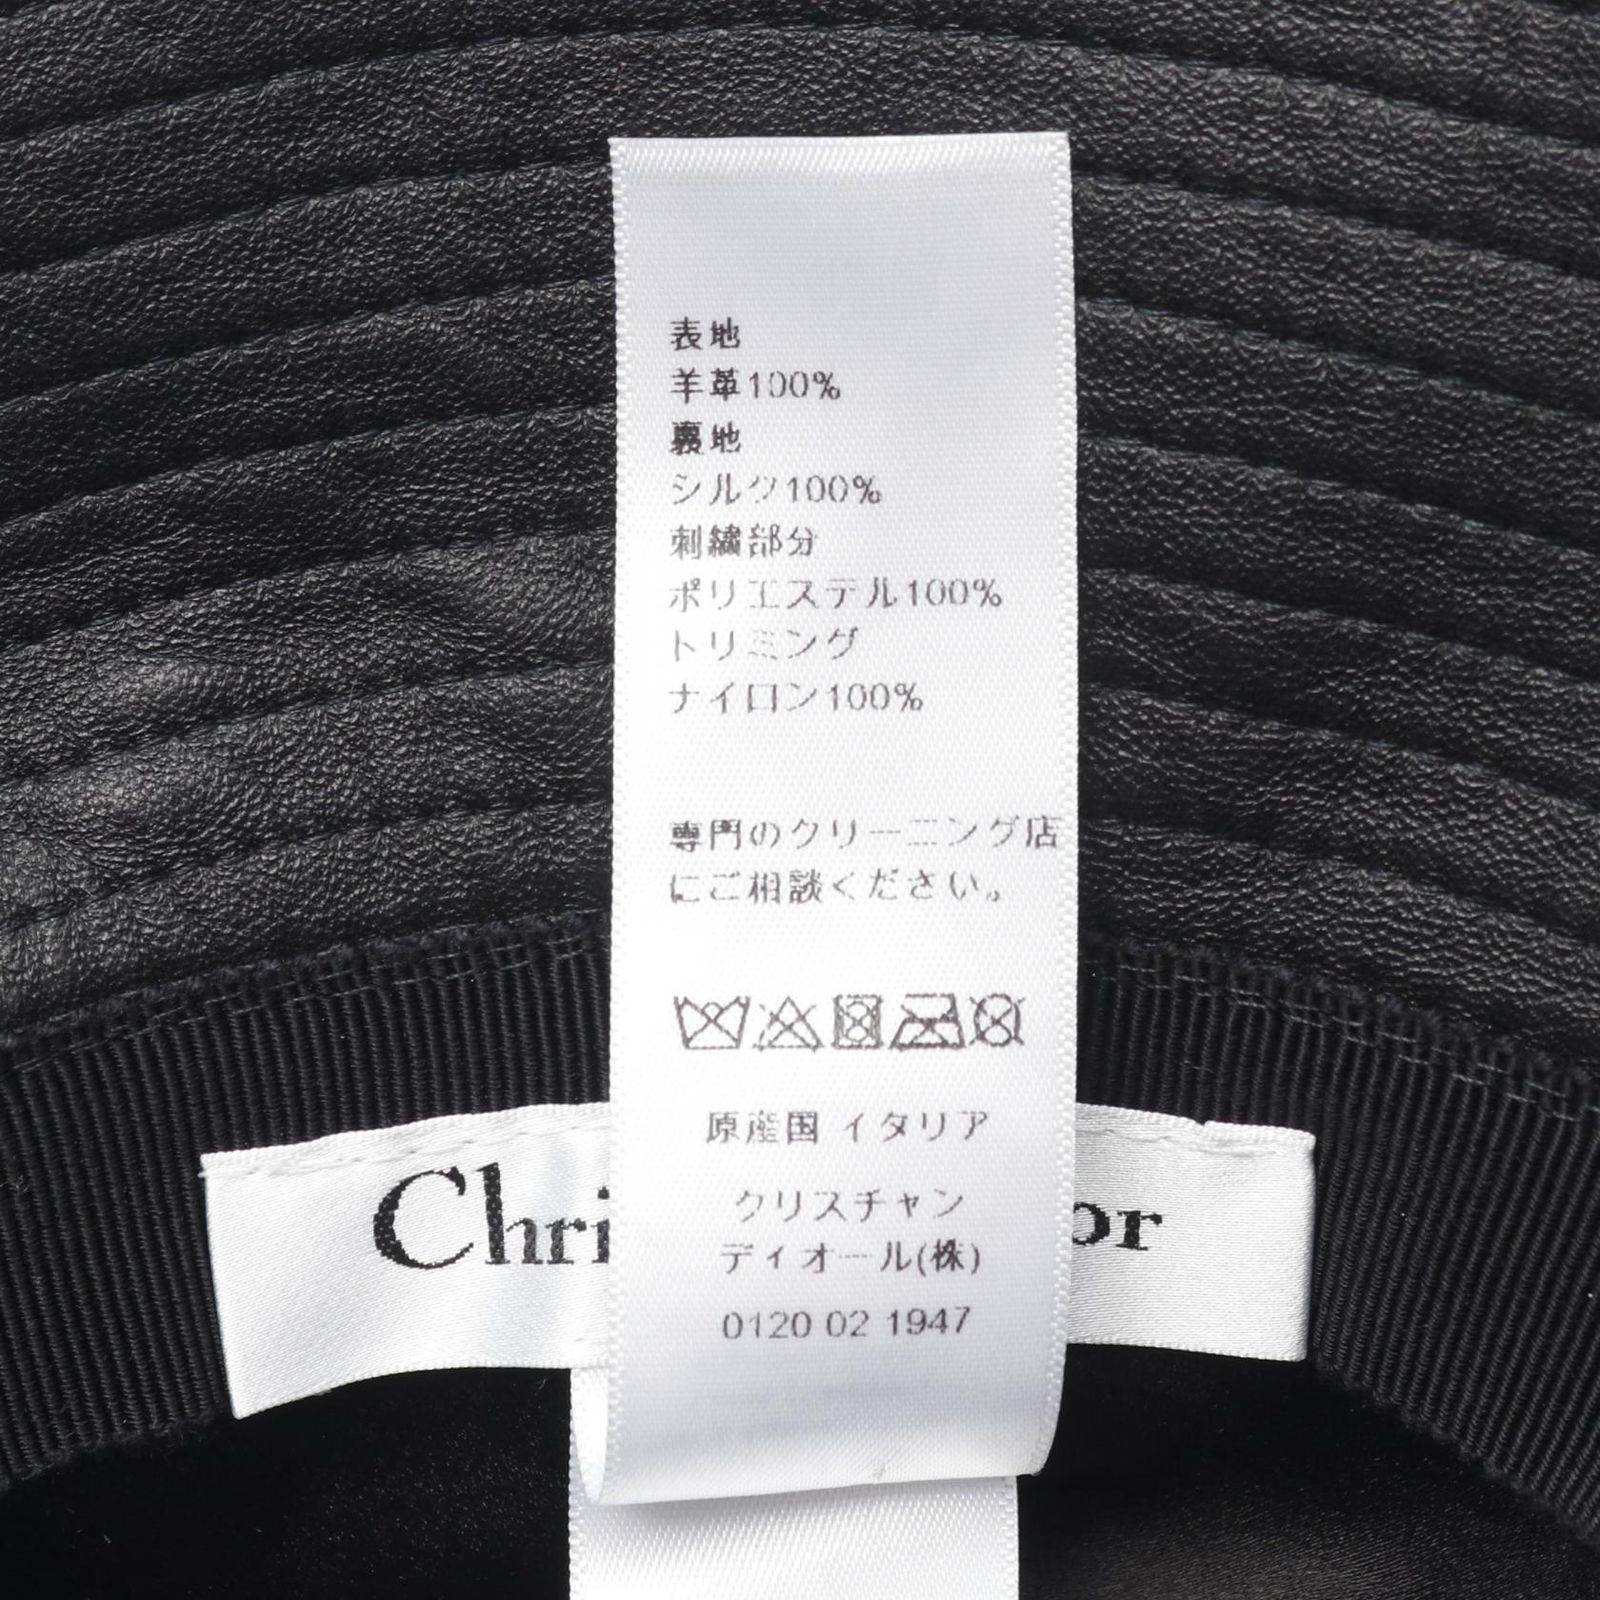 表地
羊革100%
裏地
シルク100%
刺繍部分
ポリエステル100%
トリミング
ナイロン100%
専門のクリーニング店
にご相談ください。
原産国 イタリア
クリスチャン
ディオール(株)
0120 02 1947
Chri
or